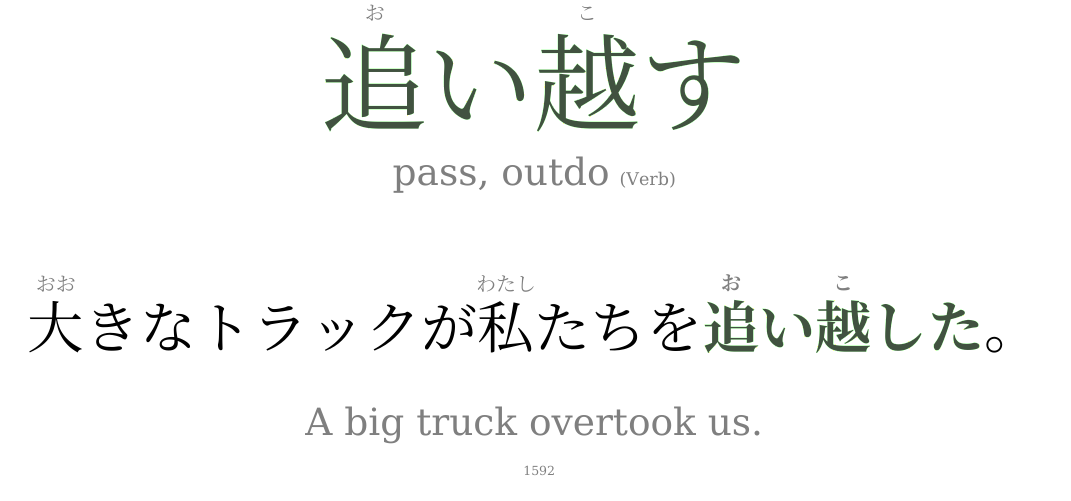 お こ
追い越す
pass, outdo (Verb)
おお わたし お こ
大きなトラックが私たちを追い越した。
A big truck overtook us.
1592